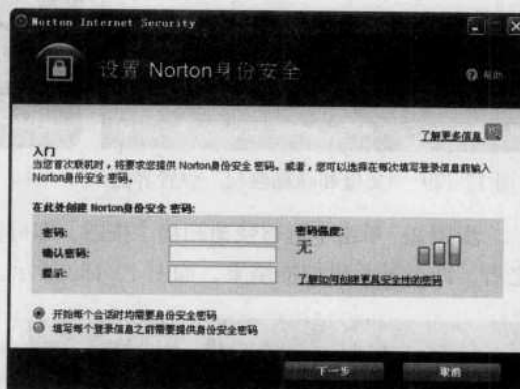 Norton Internet Security
设置 Norton身份安全
帮助
了解更多信息
入门
当您首次联机时，将要求您提供 Norton身份安全 密码。或者，您可以选择在每次填写登录信息前输入
Norton身份安全 密码。
在此处创建 Norton身份安全 密码:
密码:
确认密码:
提示:
密码强度:
无
了解如何创建更具安全性的密码
开始每个会话时均需要身份安全密码
填写每个登录信息之前需要提供身份安全密码
下一步
取消